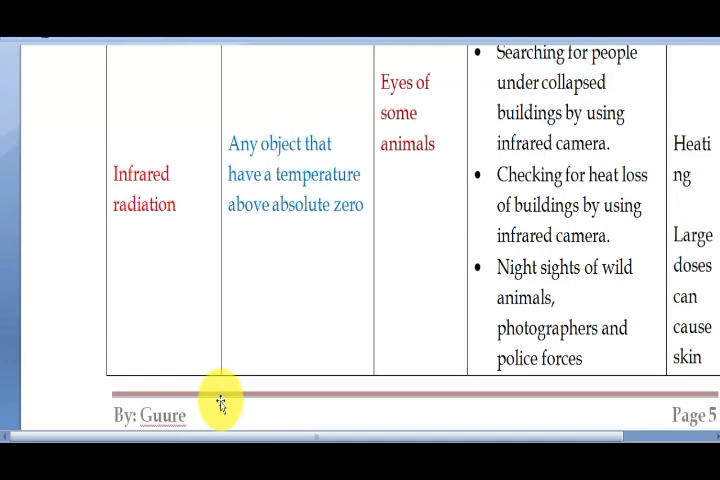 Infrared
radiation
Any object that
have a temperature
above absolute zero
Eyes of
some
animals
• Searching for people
under collapsed
buildings by using
infrared camera.
• Checking for heat loss
of buildings by using
infrared camera.
• Night sights of wild
animals,
photographers and
police forces
Heati
ng
Large
doses
can
cause
skin
By: Guure
Page 5